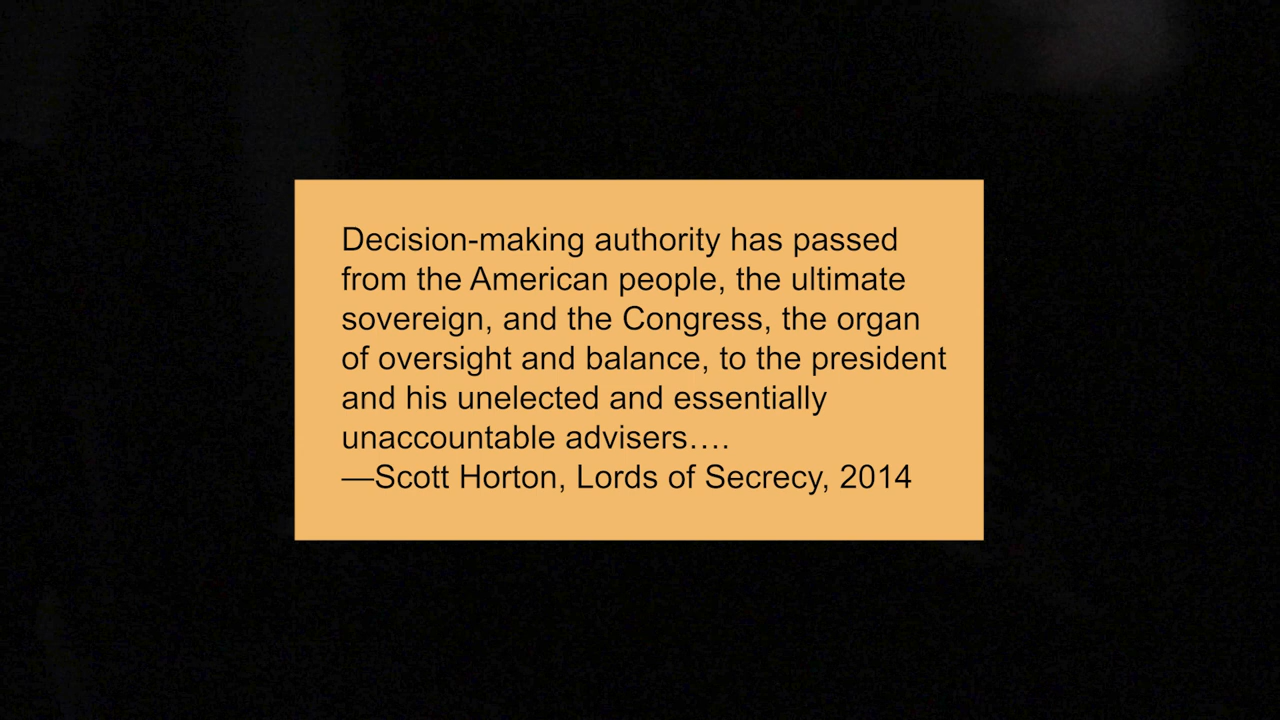 Decision-making authority has passed
from the American people, the ultimate
sovereign, and the Congress, the organ
of oversight and balance, to the president
and his unelected and essentially
unaccountable advisers….
—Scott Horton, Lords of Secrecy, 2014